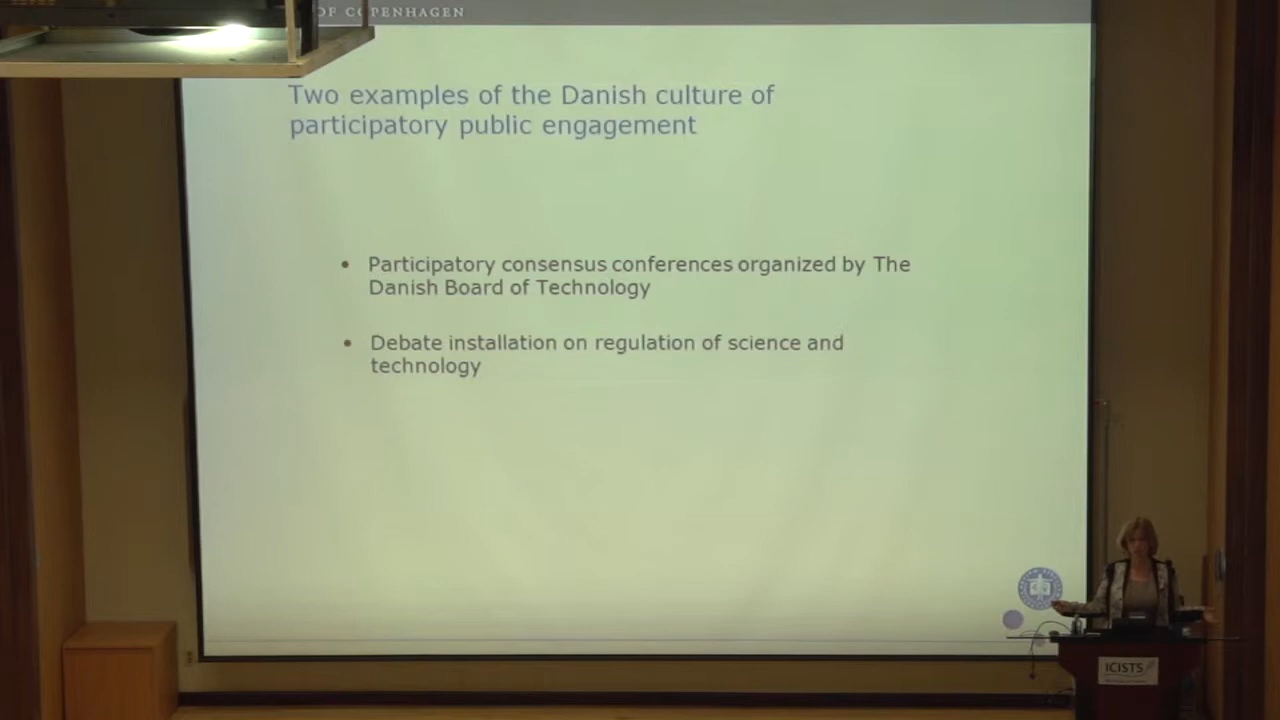 OF COPENHAGEN
Two examples of the Danish culture of
participatory public engagement
• Participatory consensus conferences organized by The
Danish Board of Technology
• Debate installation on regulation of science and
technology
ICISTS